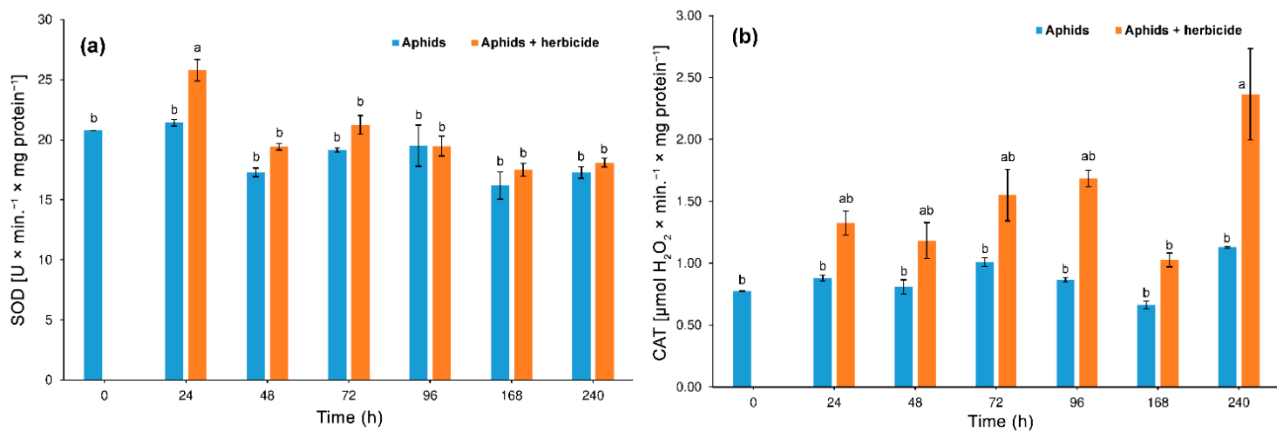 (a)
Aphids
Aphids + herbicide
SOD [U × min.⁻¹ × mg protein⁻¹]
30
25
20
15
10
5
0
b
b
a
b
b
b
b
b
b
b
b
b
b
0
24
48
72
96
168
240
Time (h)
(b)
Aphids
Aphids + herbicide
CAT [µmol H₂O₂ × min.⁻¹ × mg protein⁻¹]
3.00
2.50
2.00
1.50
1.00
0.50
0.00
b
b
ab
b
ab
b
ab
b
ab
b
b
b
a
0
24
48
72
96
168
240
Time (h)